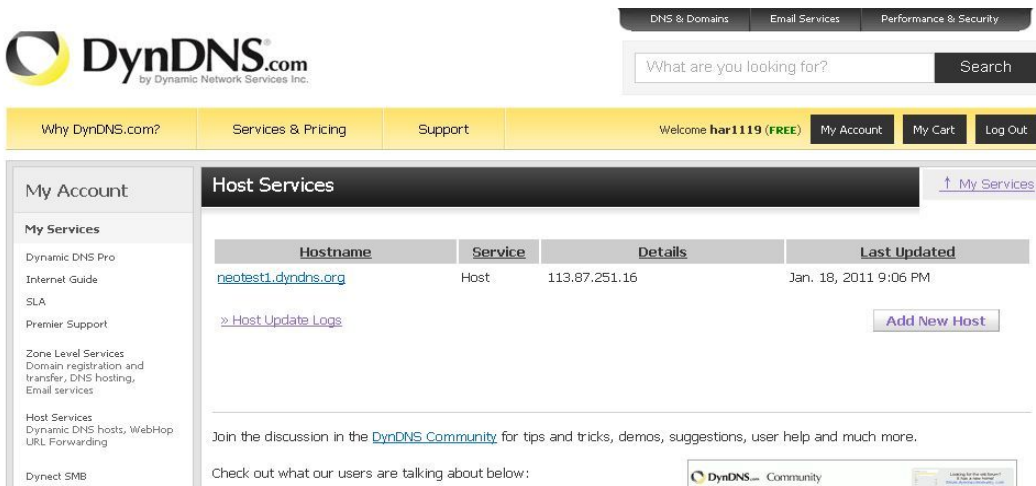 DNS & Domains Email Services Performance & Security
DynDNS.com
by Dynamic Network Services Inc.
What are you looking for? Search
Why DynDNS.com? Services & Pricing Support Welcome har1119 (FREE) My Account My Cart Log Out
My Account
My Services
Dynamic DNS Pro
Internet Guide
SLA
Premier Support
Zone Level Services
Domain registration and
transfer, DNS hosting,
Email services
Host Services
Dynamic DNS hosts, WebHop
URL Forwarding
Dynect SMB
Host Services
↑ My Services
Hostname Service Details Last Updated
neotest1.dyndns.org Host 113.87.251.16 Jan. 18, 2011 9:06 PM
» Host Update Logs
Add New Host
Join the discussion in the DynDNS Community for tips and tricks, demos, suggestions, user help and much more.
Check out what our users are talking about below:
DynDNS.com Community